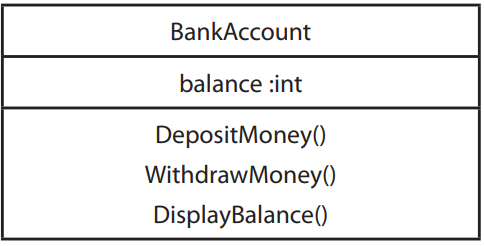 BankAccount
balance :int
DepositMoney()
WithdrawMoney()
DisplayBalance()